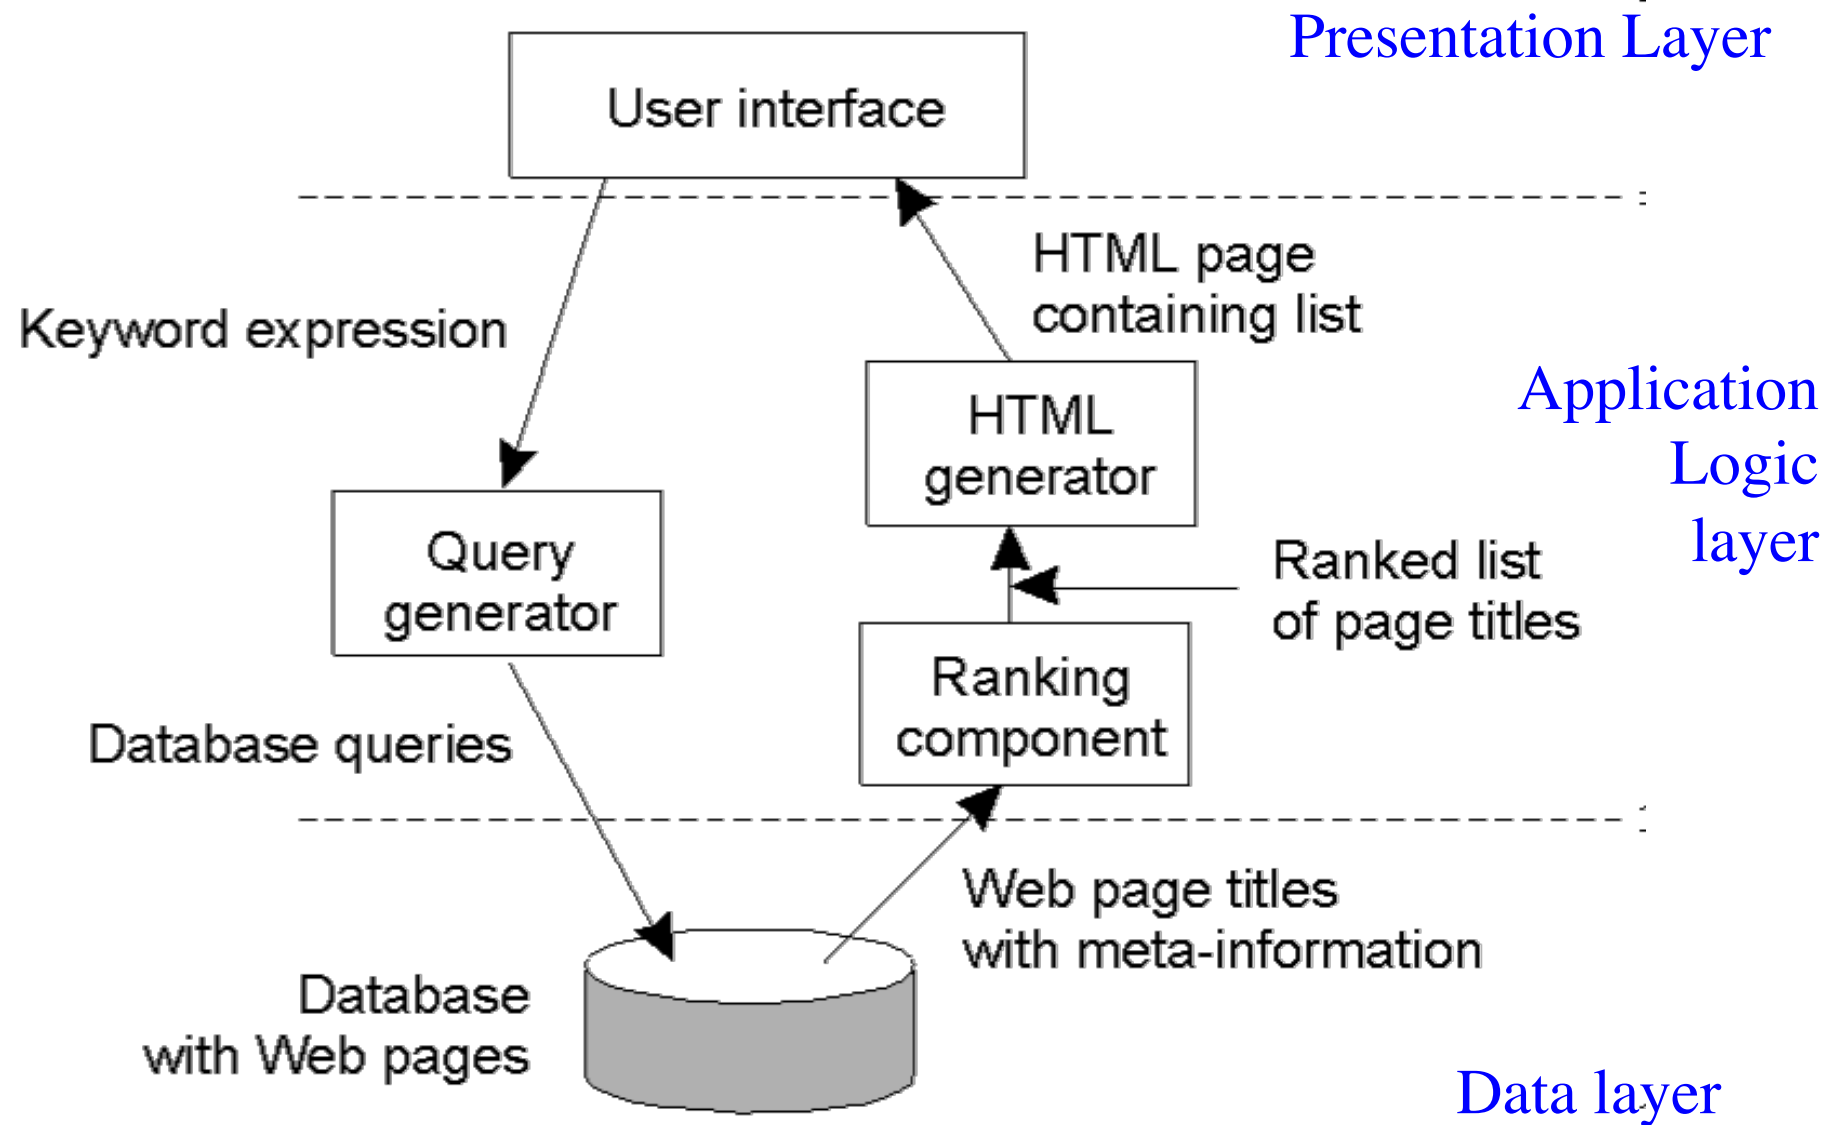 Presentation Layer
User interface
HTML page
containing list
Keyword expression
HTML
generator
Application
Logic
layer
Query
generator
Ranked list
of page titles
Ranking
component
Database queries
Web page titles
with meta-information
Database
with Web pages
Data layer